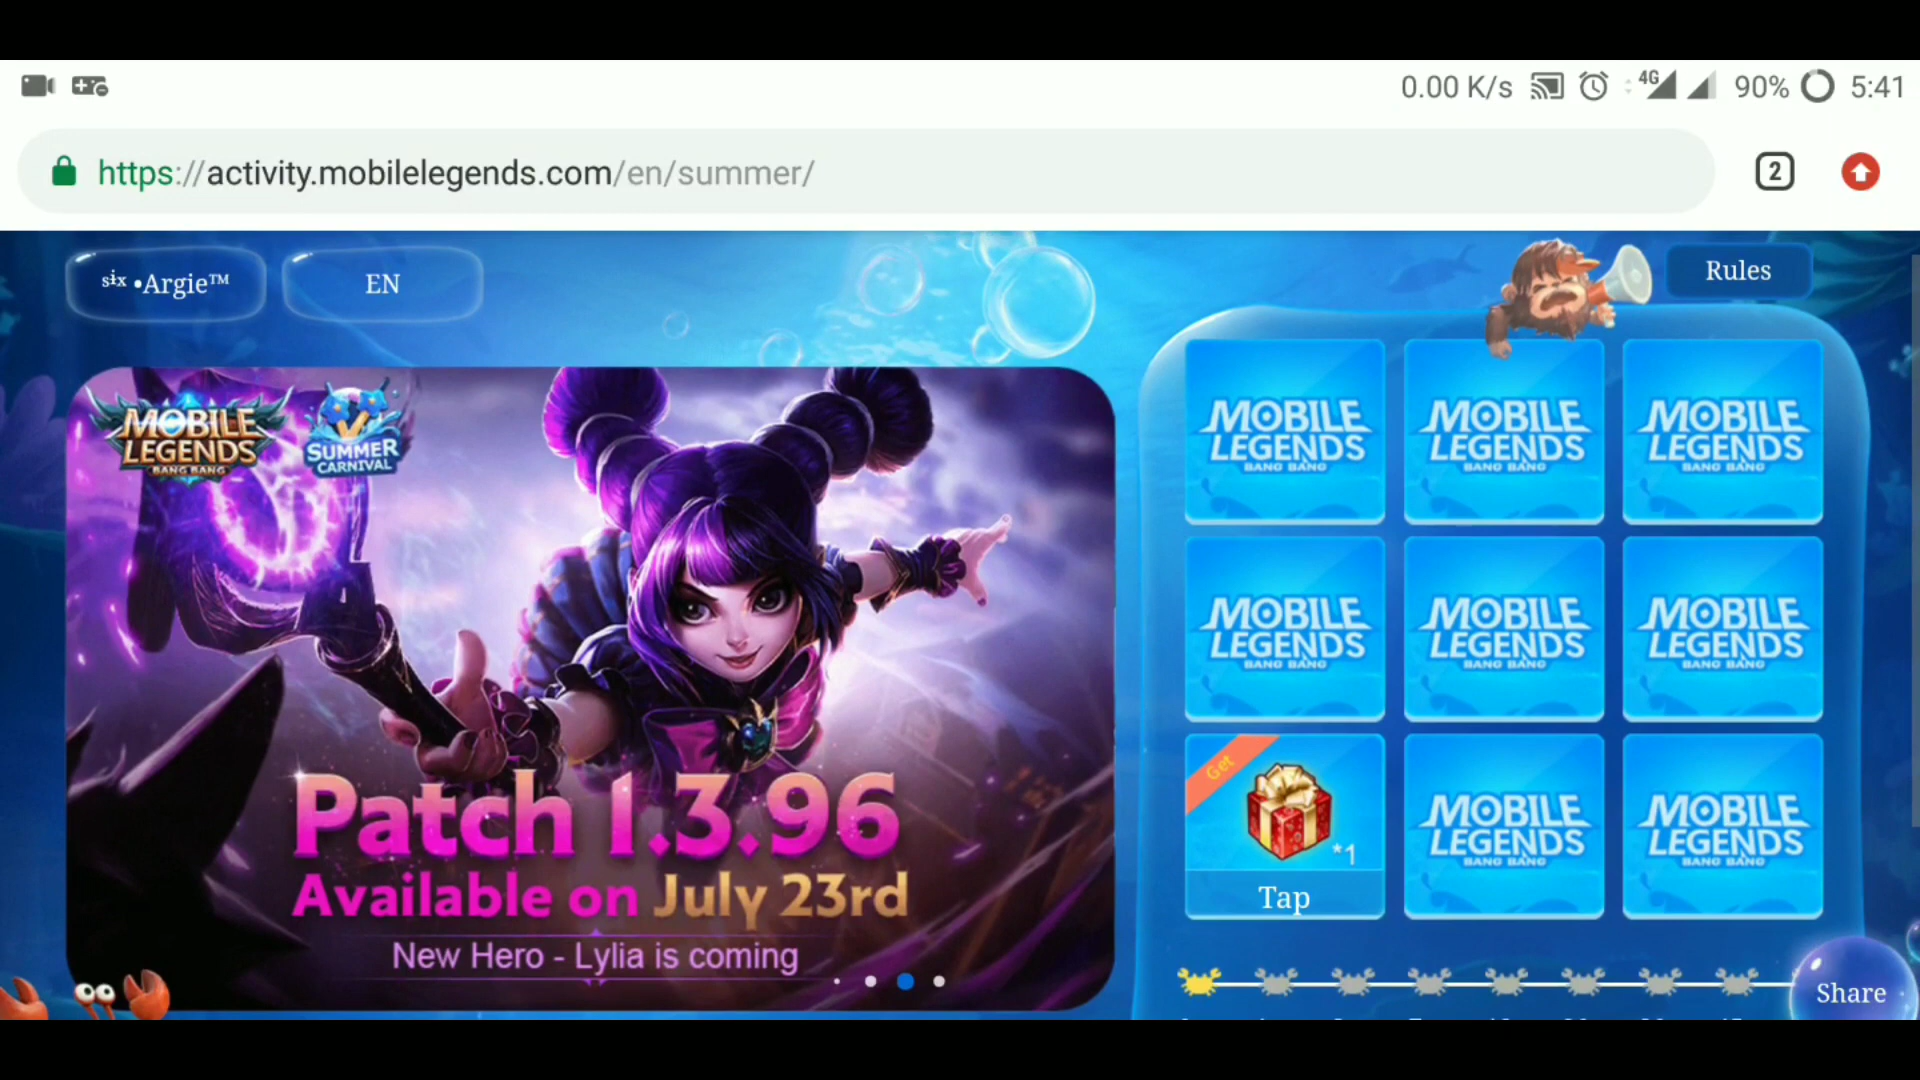 0.00 K/s 4G 90% 5:41
https://activity.mobilelegends.com/en/summer/
2
six •Argie™ EN
Rules
MOBILE
LEGENDS
BANG BANG
SUMMER
CARNIVAL
Patch 1.3.96
Available on July 23rd
New Hero - Lylia is coming
MOBILE
LEGENDS
BANG BANG
MOBILE
LEGENDS
BANG BANG
MOBILE
LEGENDS
BANG BANG
MOBILE
LEGENDS
BANG BANG
MOBILE
LEGENDS
BANG BANG
MOBILE
LEGENDS
BANG BANG
Get
*1
Tap
MOBILE
LEGENDS
BANG BANG
MOBILE
LEGENDS
BANG BANG
Share